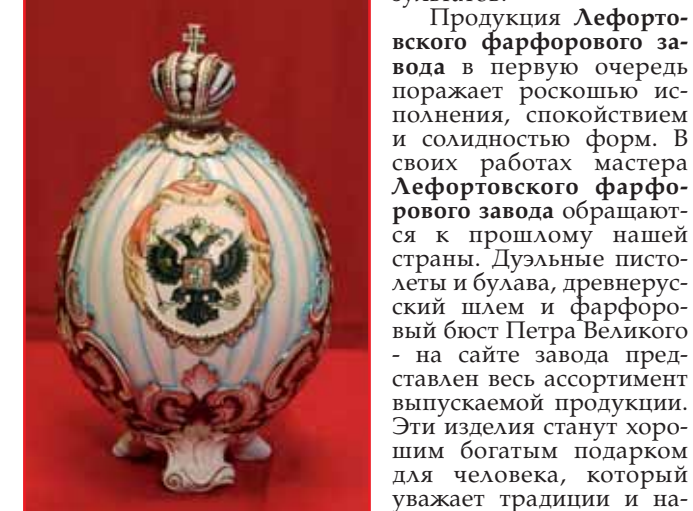 Продукция Лефорто-
вского фарфорового за-
вода в первую очередь
поражает роскошью ис-
полнения, спокойствием
и солидностью форм. В
своих работах мастера
Лефортовского фарфо-
рового завода обращают-
ся к прошлому нашей
страны. Дуэльные писто-
леты и булава, древнерус-
ский шлем и фарфоро-
вый бюст Петра Великого
- на сайте завода пред-
ставлен весь ассортимент
выпускаемой продукции.
Эти изделия станут хоро-
шим богатым подарком
для человека, который
уважает традиции и на-